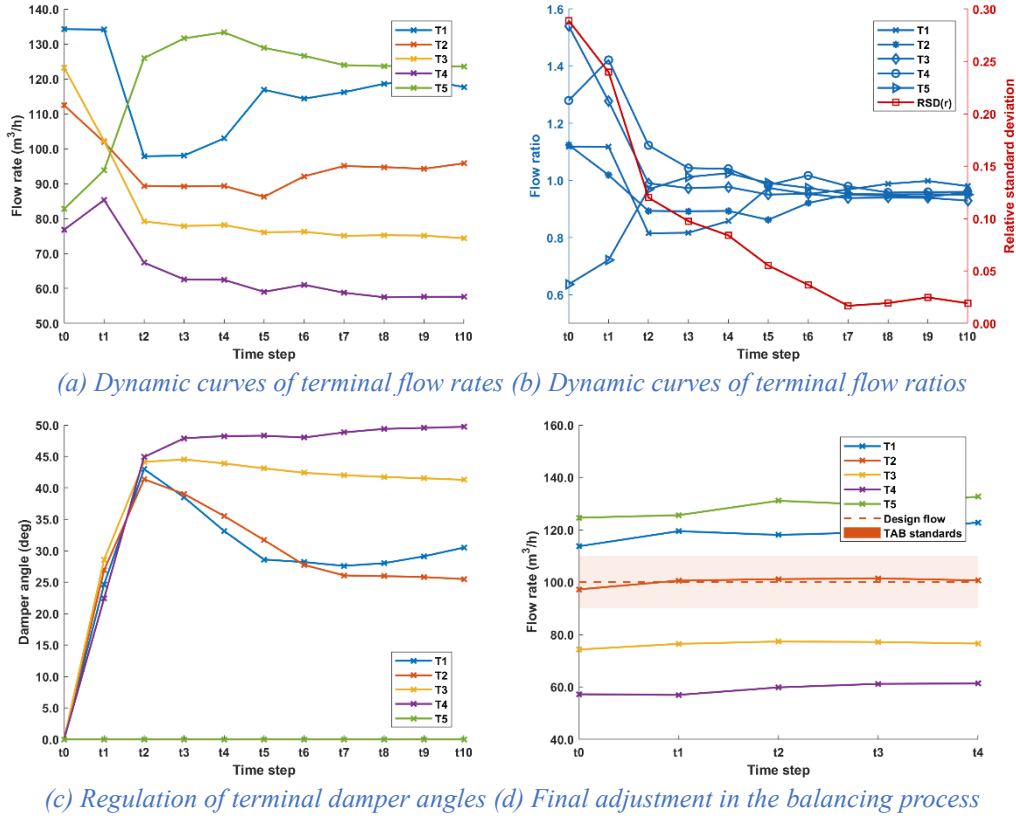 140.0
130.0
120.0
110.0
100.0
90.0
80.0
70.0
60.0
50.0
Flow rate (m³/h)
t0 t1 t2 t3 t4 t5 t6 t7 t8 t9 t10
Time step
T1
T2
T3
T4
T5
1.6
1.4
1.2
1.0
0.8
0.6
Flow ratio
t0 t1 t2 t3 t4 t5 t6 t7 t8 t9 t10
Time step
T1
T2
T3
T4
T5
RSD(r)
0.30
0.25
0.20
0.15
0.10
0.05
0.00
Relative standard deviation
(a) Dynamic curves of terminal flow rates (b) Dynamic curves of terminal flow ratios
50.0
45.0
40.0
35.0
30.0
25.0
20.0
15.0
10.0
5.0
0.0
Damper angle (deg)
t0 t1 t2 t3 t4 t5 t6 t7 t8 t9 t10
Time step
T1
T2
T3
T4
T5
160.0
140.0
120.0
100.0
80.0
60.0
40.0
Flow rate (m³/h)
t0 t1 t2 t3 t4
Time step
T1
T2
T3
T4
T5
Design flow
TAB standards
(c) Regulation of terminal damper angles (d) Final adjustment in the balancing process